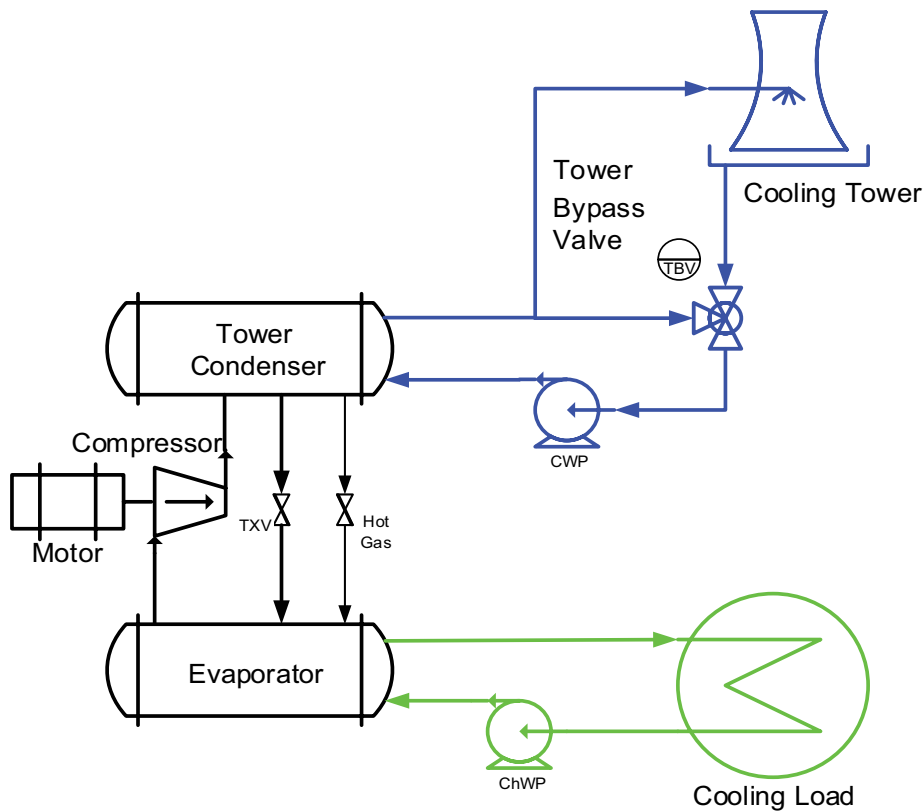 Cooling Tower
Tower
Bypass
Valve
TBV
Tower
Condenser
CWP
Compressor
Motor
TXV
Hot
Gas
Evaporator
ChWP
Cooling Load